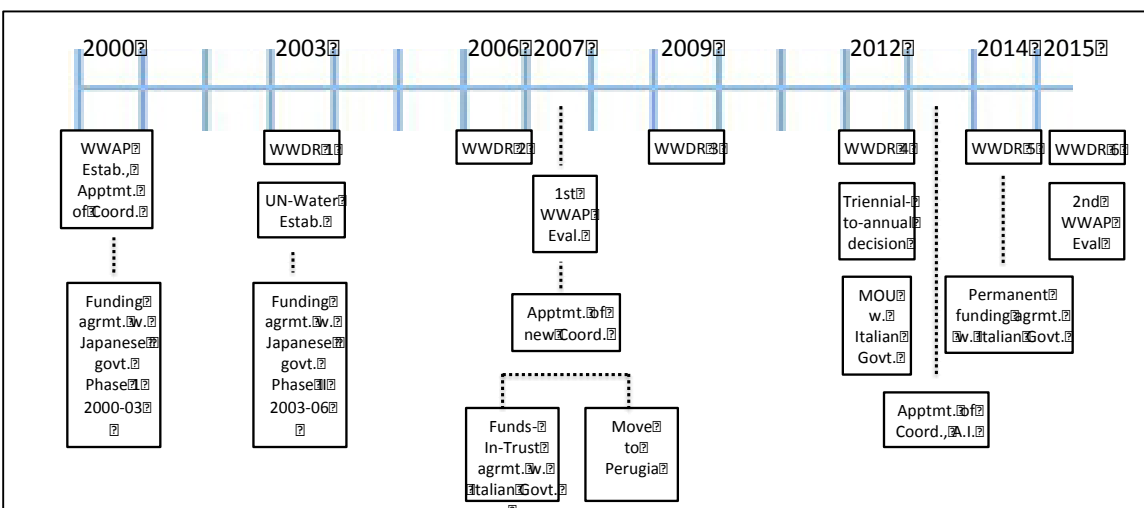 2000 2003 2006 2007 2009 2012 2014 2015
WWAP
Estab.,
Apptmt.
of Coord.
WWDR 1
WWDR 2
WWDR 3
WWDR 4
WWDR 5
WWDR 6
UN-Water
Estab.
1st
WWAP
Eval.
Triennial-
to-annual
decision
2nd
WWAP
Eval
Funding
agrmt. w.
Japanese
govt.
Phase 1
2000-03
Funding
agrmt. w.
Japanese
govt.
Phase II
2003-06
Apptmt. of
new Coord.
MOU
w.
Italian
Govt.
Permanent
funding agrmt.
w. Italian Govt.
Funds-
In-Trust
agrmt. w.
Italian Govt.
Move
to
Perugia
Apptmt. of
Coord., A.I.